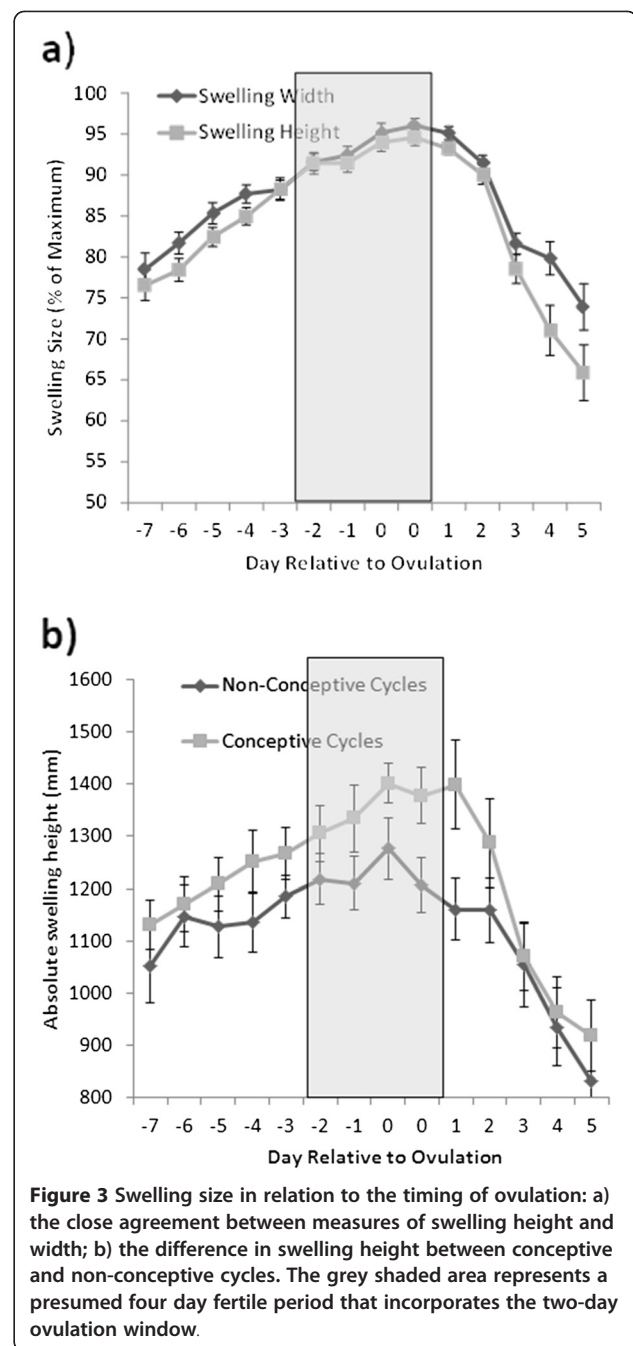 a)
Swelling Width
Swelling Height
100
95
90
85
80
75
70
65
60
55
50
Swelling Size (% of Maximum)
-7 -6 -5 -4 -3 -2 -1 0 0 1 2 3 4 5
Day Relative to Ovulation
b)
Non-Conceptive Cycles
Conceptive Cycles
1600
1500
1400
1300
1200
1100
1000
900
800
Absolute swelling height (mm)
-7 -6 -5 -4 -3 -2 -1 0 0 1 2 3 4 5
Day Relative to Ovulation
Figure 3 Swelling size in relation to the timing of ovulation: a)
the close agreement between measures of swelling height and
width; b) the difference in swelling height between conceptive
and non-conceptive cycles. The grey shaded area represents a
presumed four day fertile period that incorporates the two-day
ovulation window.